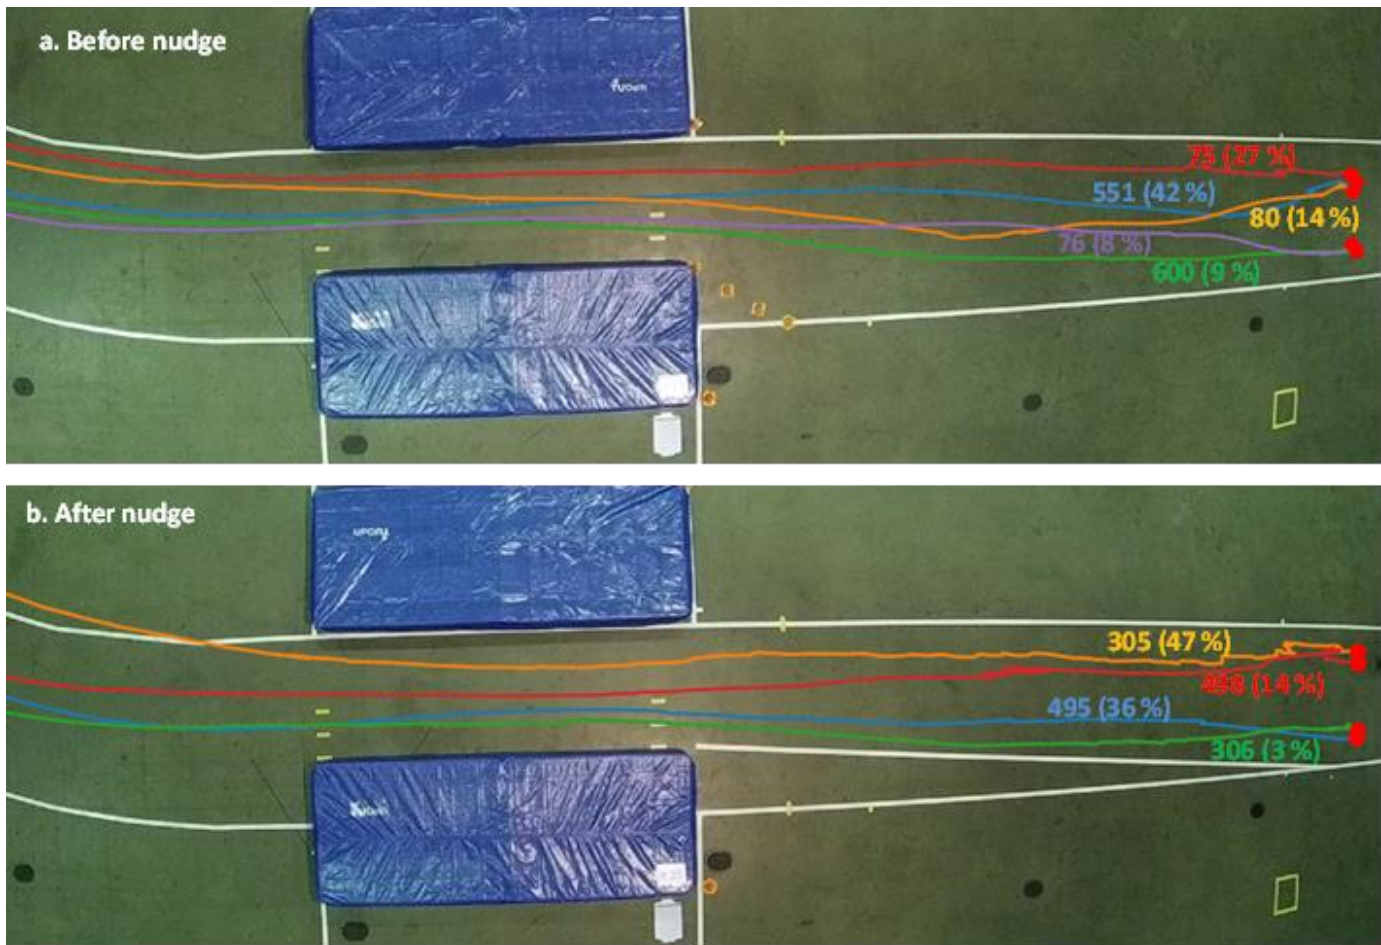 a. Before nudge
75 (27 %)
551 (42 %)
80 (14 %)
76 (8 %)
600 (9 %)
b. After nudge
305 (47 %)
498 (14 %)
495 (36 %)
306 (3 %)